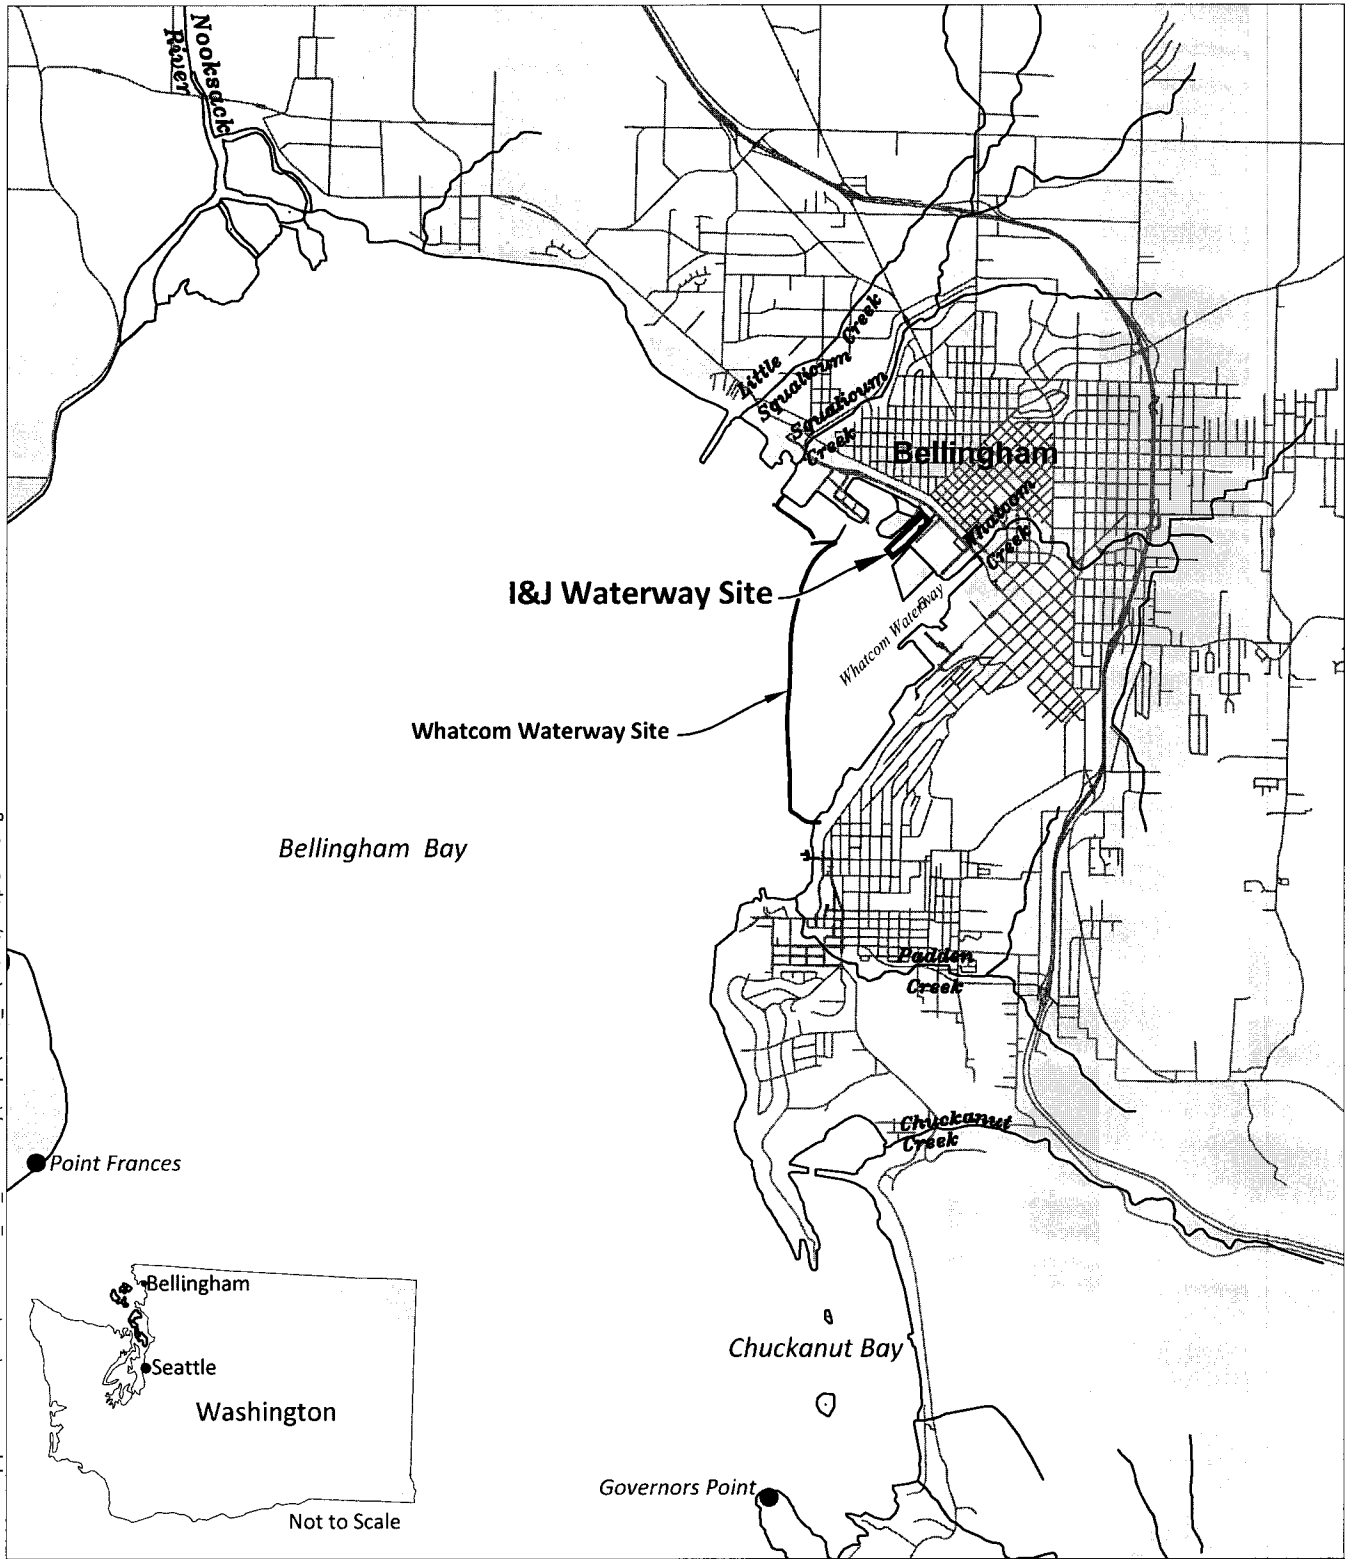 Nooksack
River
Little
Squalicum
Creek
Squalicum
Creek
Bellingham
Whatcom
Creek
I&J Waterway Site
Whatcom Waterway
Whatcom Waterway Site
Bellingham Bay
Padden
Creek
Chuckanut
Creek
Point Frances
Bellingham
Seattle
Washington
Not to Scale
Chuckanut Bay
Governors Point